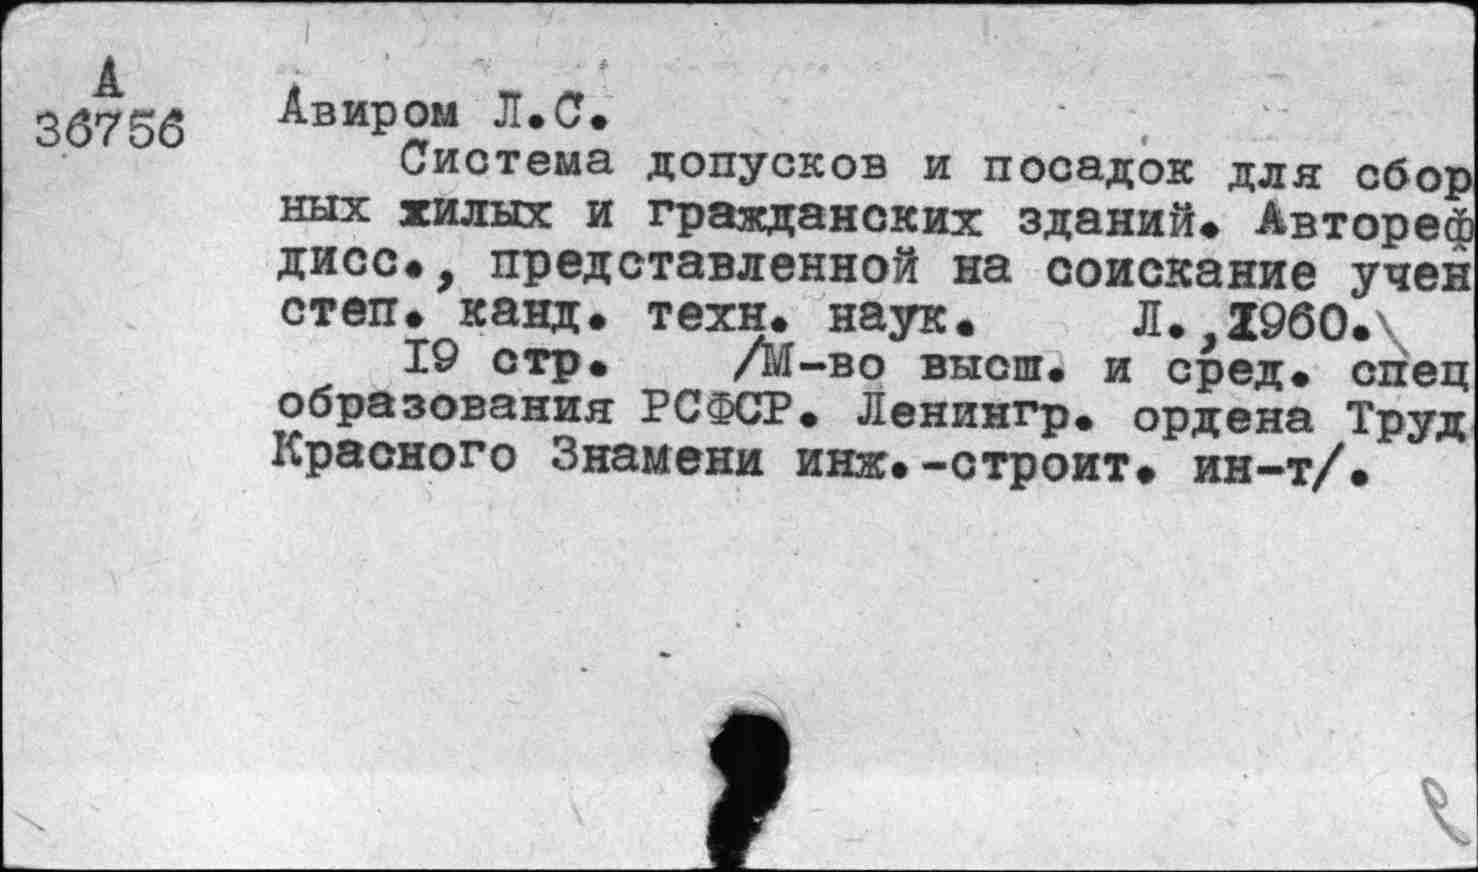 А
36756
Авиром Л.С.
Система допусков и посадок для сбор
ных жилых и гражданских зданий. Автореф
дисс., представленной на соискание учен
степ. канд. техн. наук. Л.,1960.
19 стр. /М-во высш. и сред. спец
образования РСФСР. Ленингр. ордена Труд
Красного Знамени инж.-строит. ин-т/.